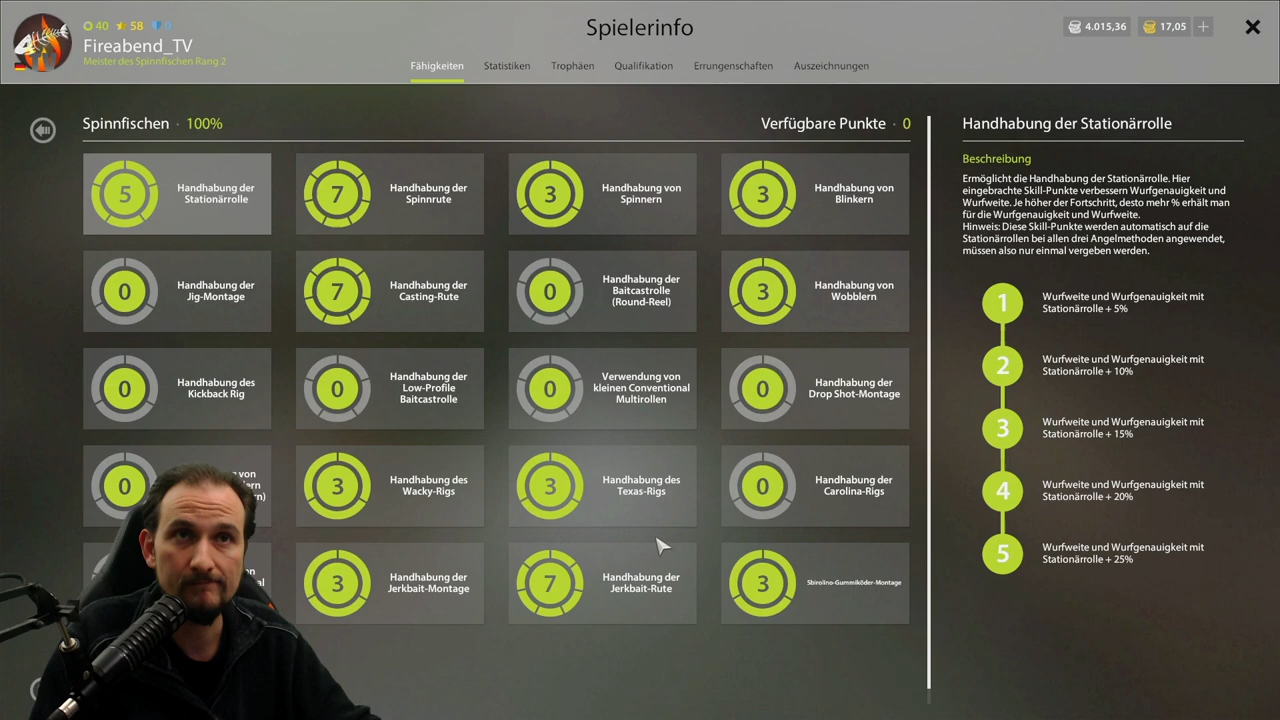 40 58 0
Fireabend_TV
Meister des Spinnfischen Rang 2
Spielerinfo
4.015,36
17,05
Fähigkeiten
Statistiken
Trophäen
Qualifikation
Errungenschaften
Auszeichnungen
Spinnfischen · 100%
Verfügbare Punkte · 0
5
Handhabung der
Stationärrolle
7
Handhabung der
Spinnrute
3
Handhabung von
Spinnern
3
Handhabung von
Blinkern
0
Handhabung der
Jig-Montage
7
Handhabung der
Casting-Rute
0
Handhabung der
Baitcastrolle
(Round-Reel)
3
Handhabung von
Wobblern
0
Handhabung des
Kickback Rig
0
Handhabung der
Low-Profile
Baitcastrolle
0
Verwendung von
kleinen Conventional
Multirollen
0
Handhabung der
Drop Shot-Montage
0
von
3
Handhabung des
Wacky-Rigs
3
Handhabung des
Texas-Rigs
0
Handhabung der
Carolina-Rigs
3
Handhabung der
Jerkbait-Montage
7
Handhabung der
Jerkbait-Rute
3
Sbirolino-Gummiköder-Montage
Handhabung der Stationärrolle
Beschreibung
Ermöglicht die Handhabung der Stationärrolle. Hier
eingebrachte Skill-Punkte verbessern Wurfgenauigkeit und
Wurfweite. Je höher der Fortschritt, desto mehr % erhält man
für die Wurfgenauigkeit und Wurfweite.
Hinweis: Diese Skill-Punkte werden automatisch auf die
Stationärrollen bei allen drei Angelmethoden angewendet,
müssen also nur einmal vergeben werden.
1
Wurfweite und Wurfgenauigkeit mit
Stationärrolle + 5%
2
Wurfweite und Wurfgenauigkeit mit
Stationärrolle + 10%
3
Wurfweite und Wurfgenauigkeit mit
Stationärrolle + 15%
4
Wurfweite und Wurfgenauigkeit mit
Stationärrolle + 20%
5
Wurfweite und Wurfgenauigkeit mit
Stationärrolle + 25%